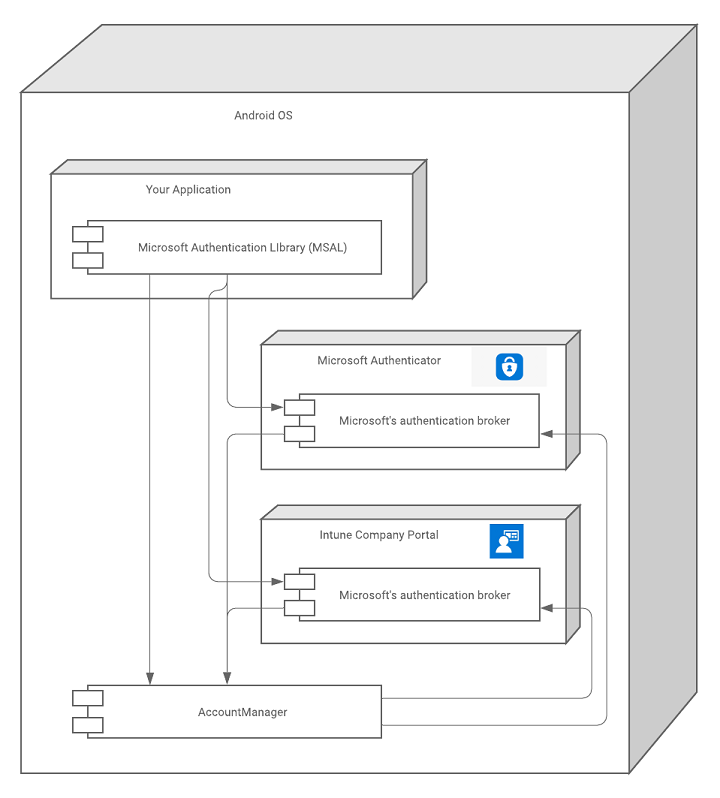 Android OS
Your Application
Microsoft Authentication LIbrary (MSAL)
Microsoft Authenticator
Microsoft's authentication broker
Intune Company Portal
Microsoft's authentication broker
AccountManager